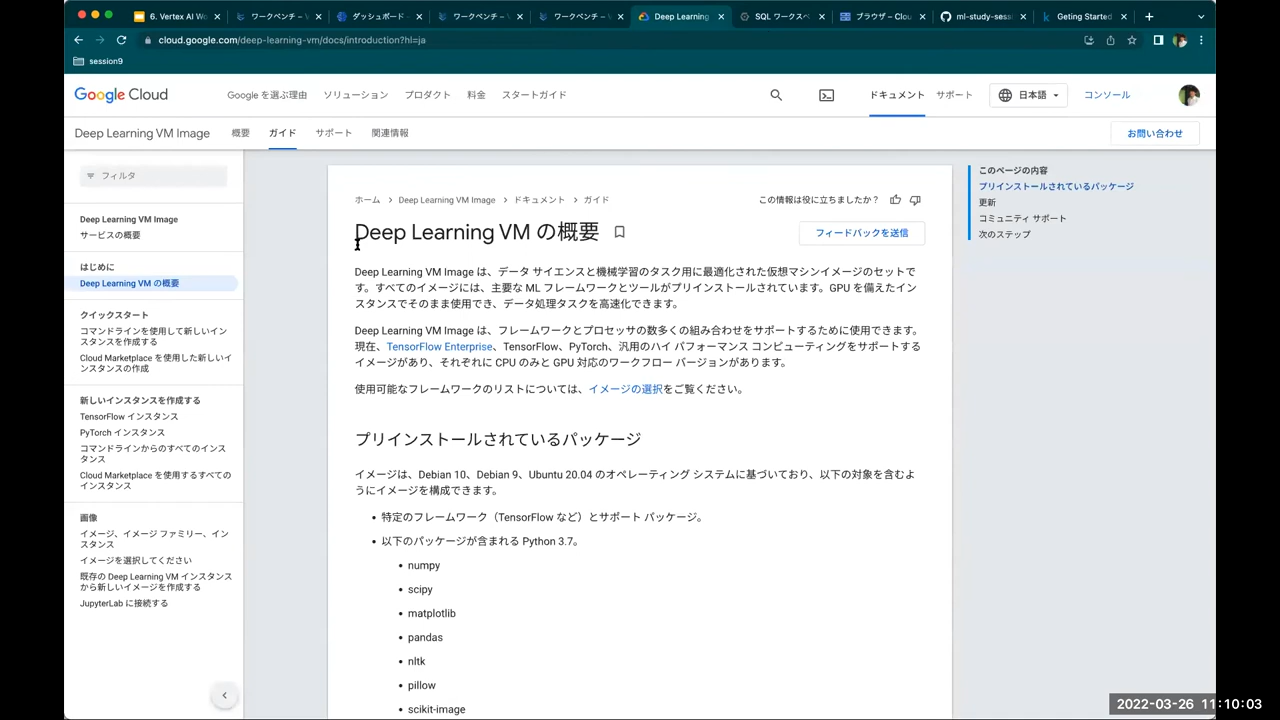 6. Vertex AI Wo
ワークベンチ – V
ダッシュボード -
ワークベンチ – V
ワークベンチ – V
Deep Learning
SQL ワークスペ
ブラウザ – Clou
ml-study-sess
Geting Started
cloud.google.com/deep-learning-vm/docs/introduction?hl=ja
session9
Google Cloud
Google を選ぶ理由
ソリューション
プロダクト
料金
スタートガイド
ドキュメント
サポート
日本語
コンソール
Deep Learning VM Image
概要
ガイド
サポート
関連情報
お問い合わせ
フィルタ
Deep Learning VM Image
サービスの概要
はじめに
Deep Learning VM の概要
クイックスタート
コマンドラインを使用して新しいイン
スタンスを作成する
Cloud Marketplace を使用した新しいイ
ンスタンスの作成
新しいインスタンスを作成する
TensorFlow インスタンス
PyTorch インスタンス
コマンドラインからのすべてのインス
タンス
Cloud Marketplace を使用するすべての
インスタンス
画像
イメージ、イメージ ファミリー、イン
スタンス
イメージを選択してください
既存の Deep Learning VM インスタンス
から新しいイメージを作成する
JupyterLab に接続する
ホーム > Deep Learning VM Image > ドキュメント > ガイド
この情報は役に立ちましたか？
Deep Learning VM の概要
フィードバックを送信
Deep Learning VM Image は、データ サイエンスと機械学習のタスク用に最適化された仮想マシンイメージのセットで
す。すべてのイメージには、主要な ML フレームワークとツールがプリインストールされています。GPU を備えたイン
スタンスでそのまま使用でき、データ処理タスクを高速化できます。
Deep Learning VM Image は、フレームワークとプロセッサの数多くの組み合わせをサポートするために使用できます。
現在、TensorFlow Enterprise、TensorFlow、PyTorch、汎用のハイ パフォーマンス コンピューティングをサポートする
イメージがあり、それぞれに CPU のみと GPU 対応のワークフロー バージョンがあります。
使用可能なフレームワークのリストについては、イメージの選択をご覧ください。
プリインストールされているパッケージ
イメージは、Debian 10、Debian 9、Ubuntu 20.04 のオペレーティング システムに基づいており、以下の対象を含むよ
うにイメージを構成できます。
• 特定のフレームワーク（TensorFlow など）とサポート パッケージ。
• 以下のパッケージが含まれる Python 3.7。
• numpy
• scipy
• matplotlib
• pandas
• nltk
• pillow
• scikit-image
このページの内容
プリインストールされているパッケージ
更新
コミュニティ サポート
次のステップ
2022-03-26 11:10:03